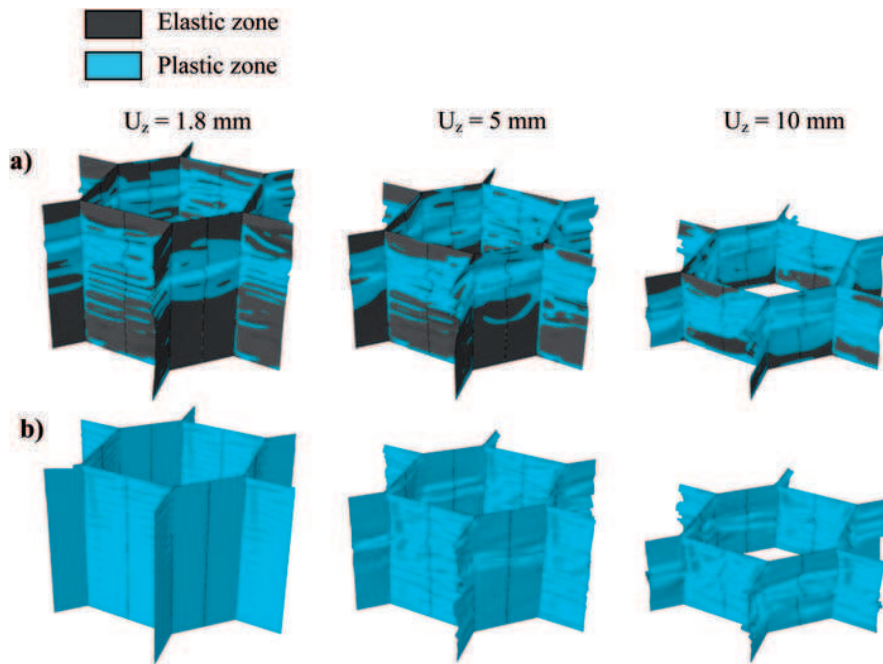 Elastic zone
Plastic zone
U_z = 1.8 mm U_z = 5 mm U_z = 10 mm
a)
b)